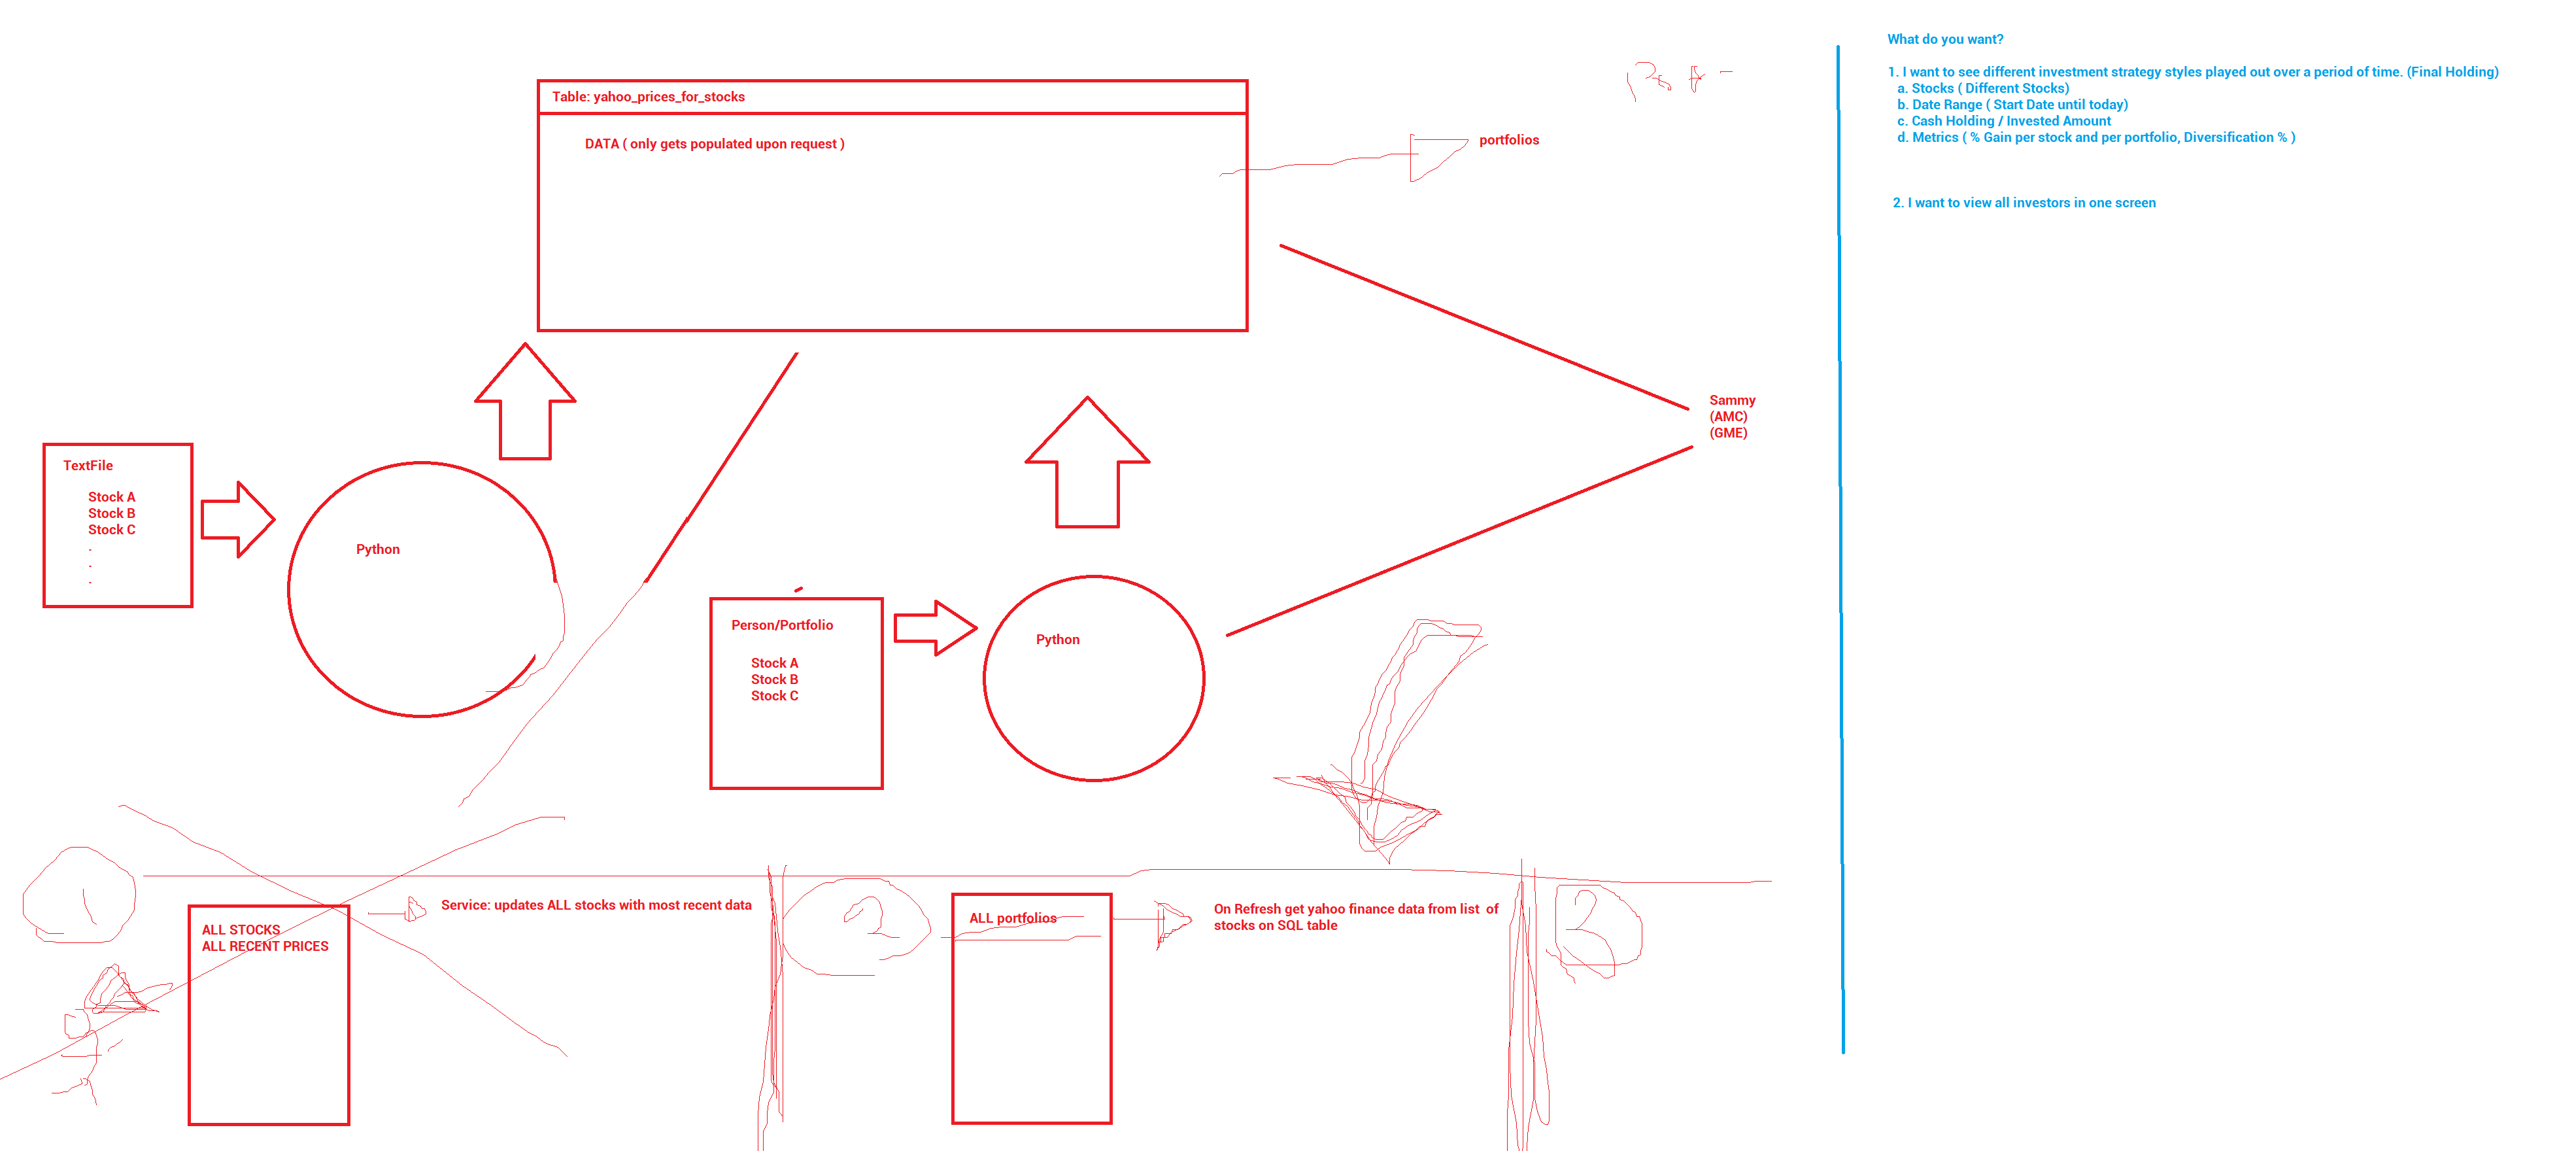 What do you want?
1. I want to see different investment strategy styles played out over a period of time. (Final Holding)
a. Stocks ( Different Stocks)
b. Date Range ( Start Date until today)
c. Cash Holding / Invested Amount
d. Metrics ( % Gain per stock and per portfolio, Diversification % )
2. I want to view all investors in one screen
Table: yahoo_prices_for_stocks
DATA ( only gets populated upon request )
portfolios
Sammy
(AMC)
(GME)
TextFile
Stock A
Stock B
Stock C
.
.
.
Python
Person/Portfolio
Stock A
Stock B
Stock C
Python
1
ALL STOCKS
ALL RECENT PRICES
Service: updates ALL stocks with most recent data
2
ALL portfolios
On Refresh get yahoo finance data from list of
stocks on SQL table
3